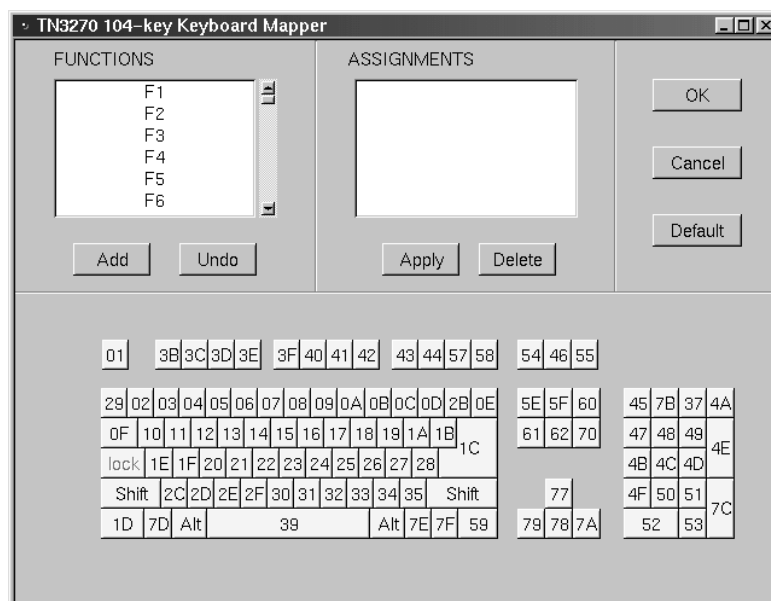 TN3270 104-key Keyboard Mapper
FUNCTIONS
F1
F2
F3
F4
F5
F6
Add Undo
ASSIGNMENTS
Apply Delete
OK
Cancel
Default
01 3B 3C 3D 3E 3F 40 41 42 43 44 57 58 54 46 55
29 02 03 04 05 06 07 08 09 0A 0B 0C 0D 2B 0E 5E 5F 60 45 7B 37 4A
0F 10 11 12 13 14 15 16 17 18 19 1A 1B 1C 61 62 70 47 48 49 4E
lock 1E 1F 20 21 22 23 24 25 26 27 28 4B 4C 4D
Shift 2C 2D 2E 2F 30 31 32 33 34 35 Shift 77 4F 50 51 7C
1D 7D Alt 39 Alt 7E 7F 59 79 78 7A 52 53